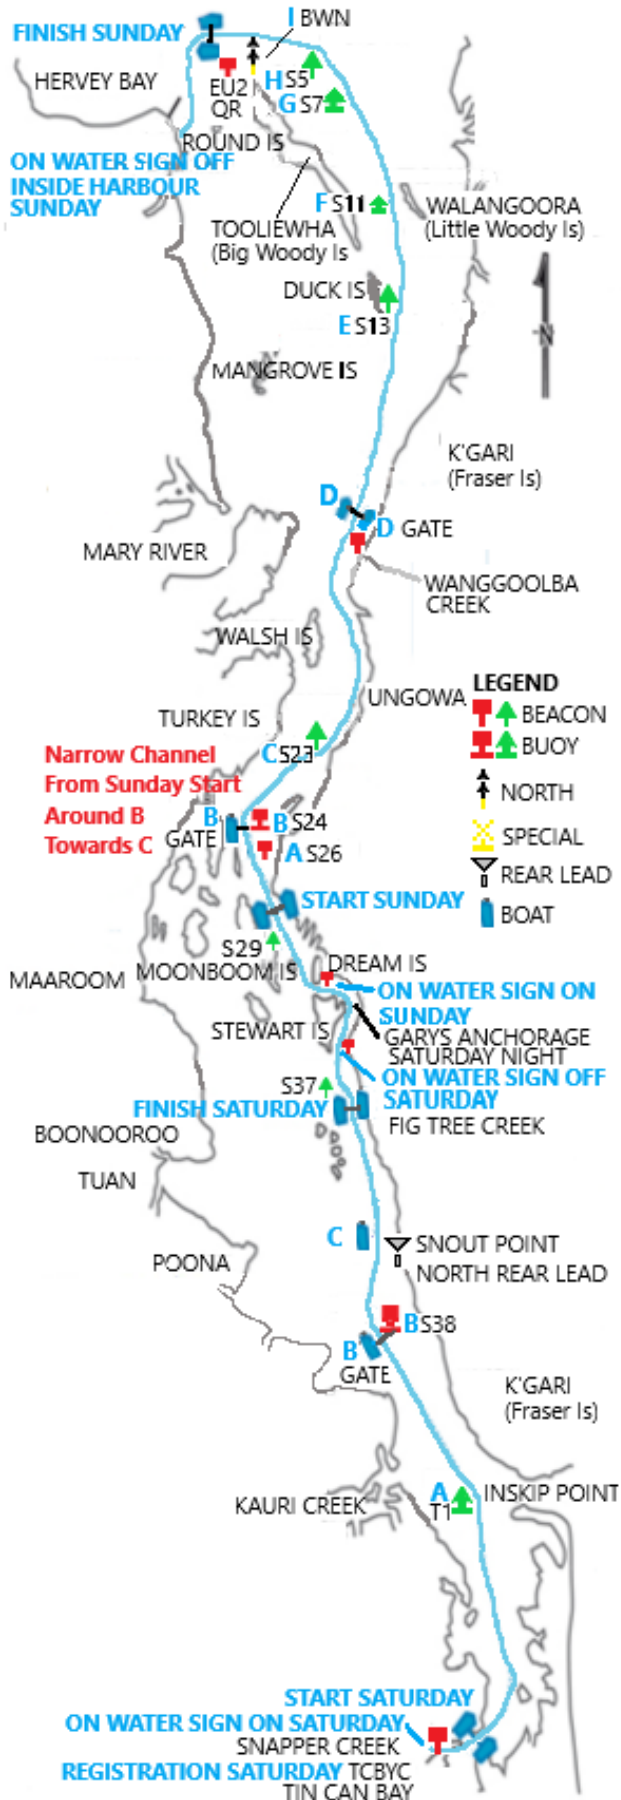 I BWN
FINISH SUNDAY
HERVEY BAY
EU2
QR
H S5
G S7
ROUND IS
ON WATER SIGN OFF
INSIDE HARBOUR
SUNDAY
F S11
TOOLIEWHA
(Big Woody Is
WALANGOORA
(Little Woody Is)
DUCK IS
E S13
N
MANGROVE IS
K'GARI
(Fraser Is)
D
D GATE
MARY RIVER
WANGGOOLBA
CREEK
WALSH IS
UNGOWA
LEGEND
BEACON
BUOY
NORTH
SPECIAL
REAR LEAD
BOAT
TURKEY IS
C S23
Narrow Channel
From Sunday Start
Around B
Towards C
B
GATE
B S24
A S26
START SUNDAY
S29
MOONBOOM IS
DREAM IS
MAAROOM
ON WATER SIGN ON
SUNDAY
STEWART IS
GARYS ANCHORAGE
SATURDAY NIGHT
S37
ON WATER SIGN OFF
SATURDAY
FINISH SATURDAY
FIG TREE CREEK
BOONOOROO
TUAN
C
SNOUT POINT
NORTH REAR LEAD
POONA
B S38
B
GATE
K'GARI
(Fraser Is)
A
T1
INSKIP POINT
KAURI CREEK
START SATURDAY
ON WATER SIGN ON SATURDAY
SNAPPER CREEK
REGISTRATION SATURDAY TCBYC
TIN CAN BAY